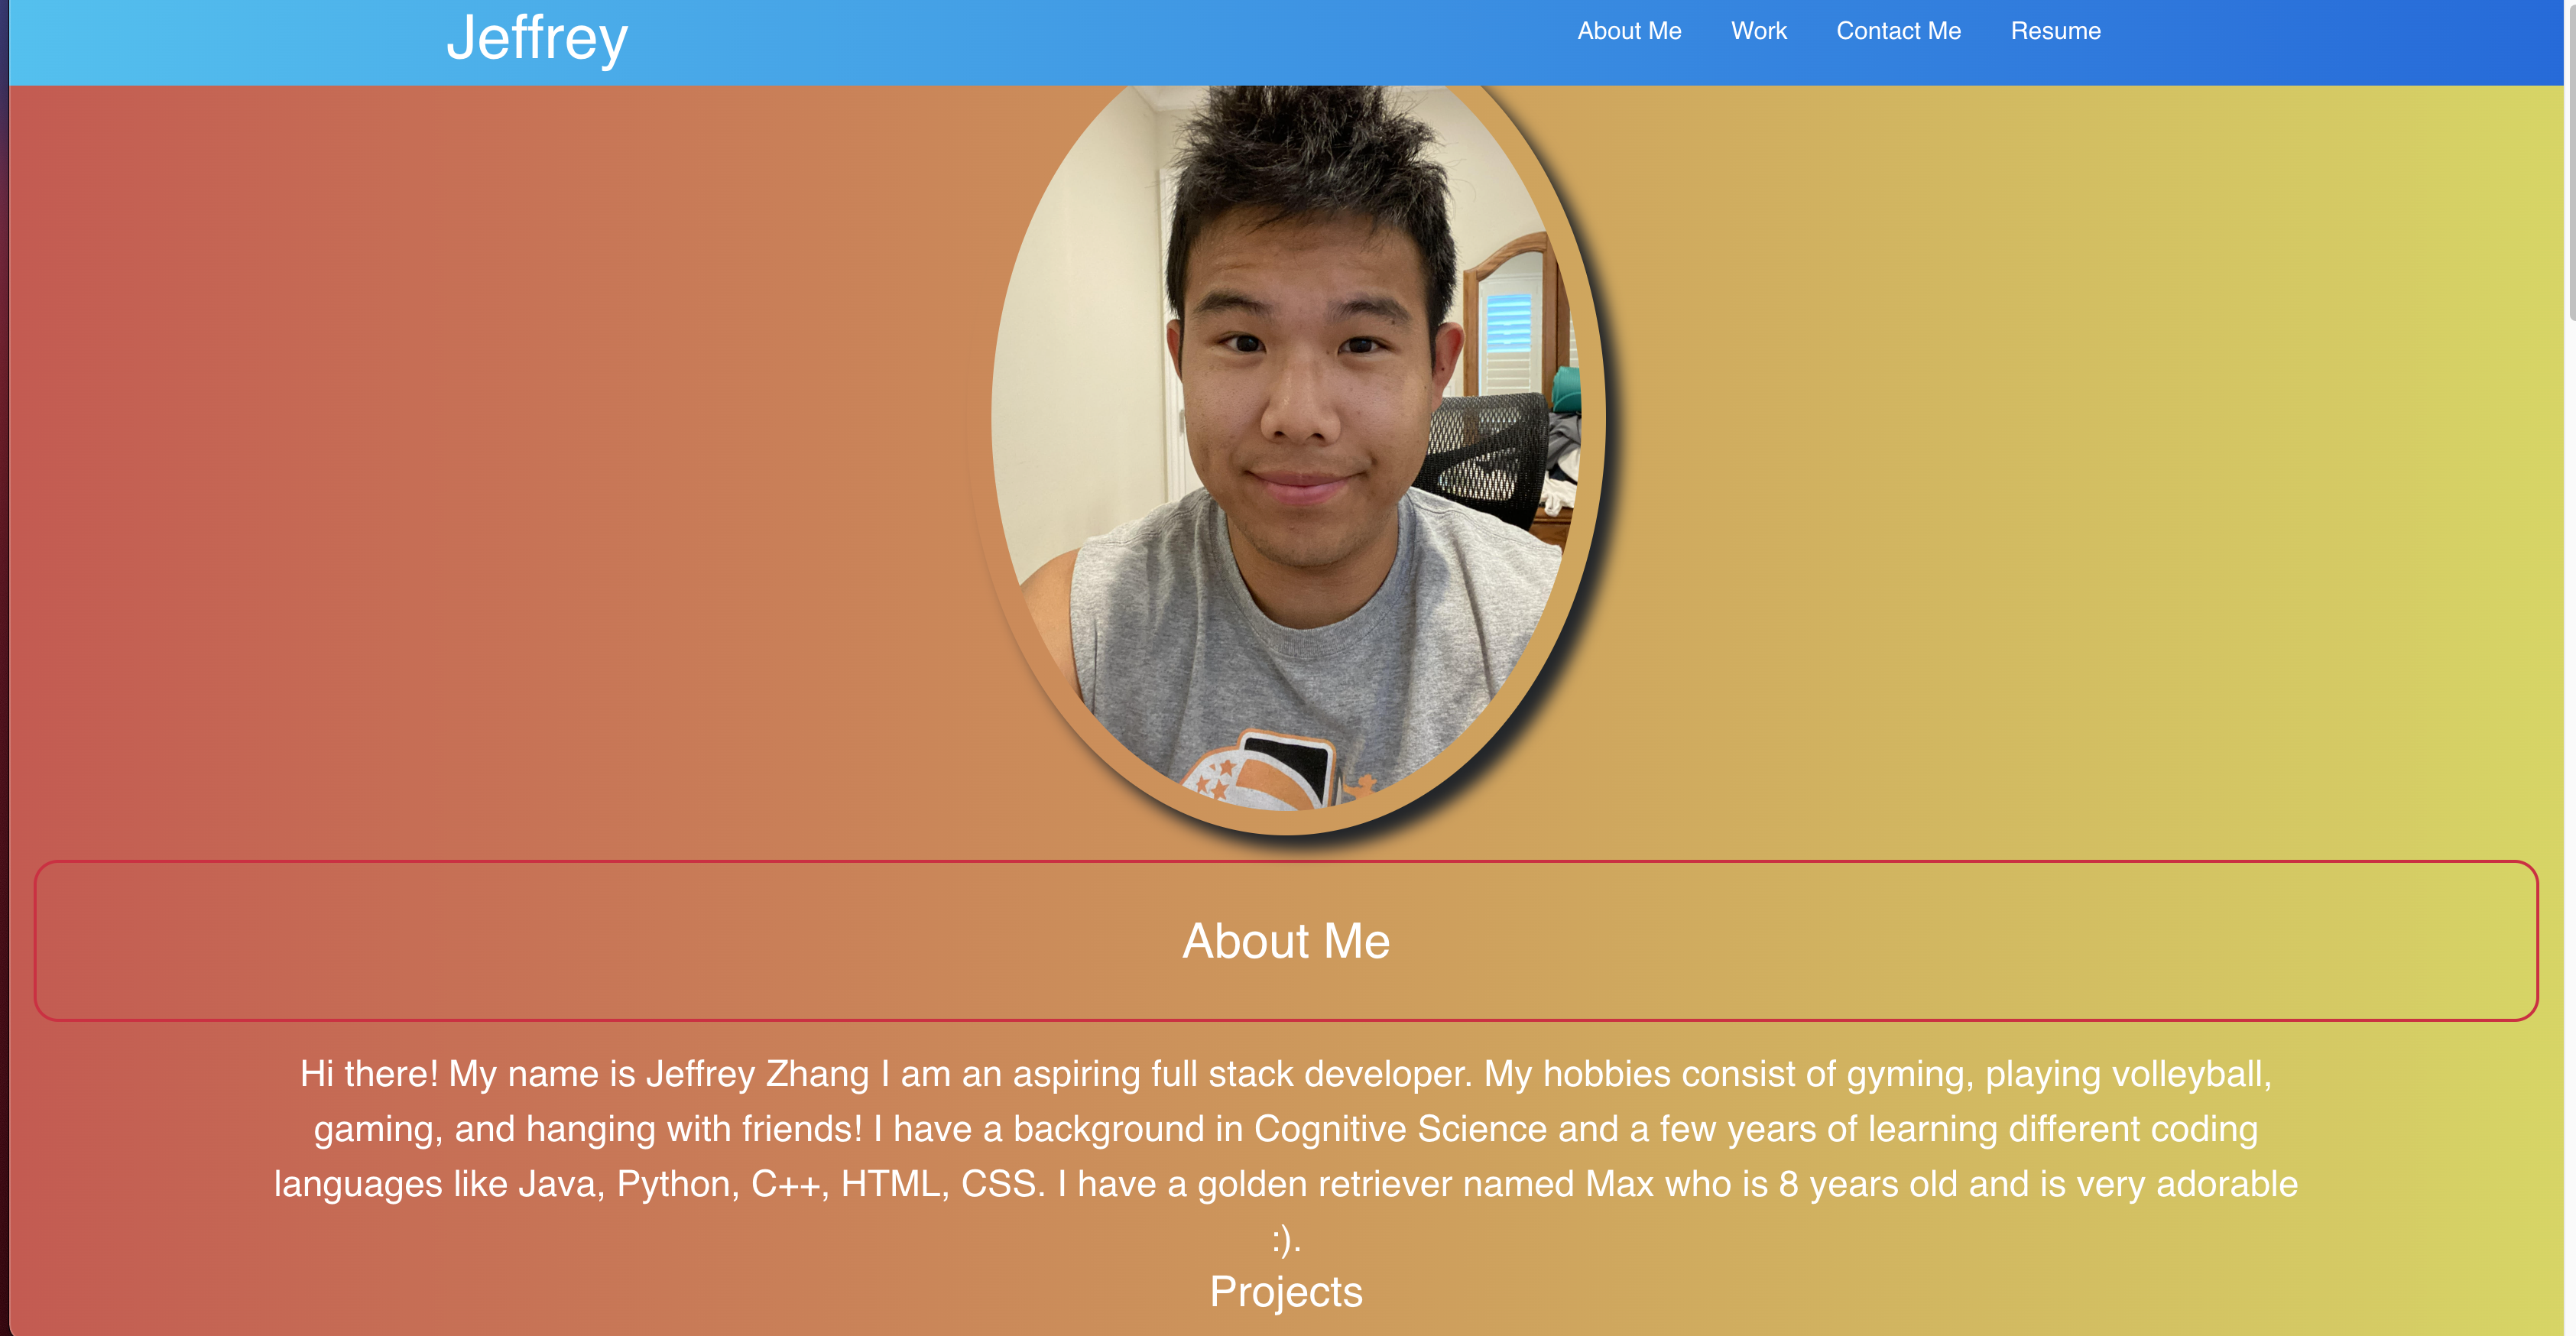 Jeffrey
About Me Work Contact Me Resume
About Me
Hi there! My name is Jeffrey Zhang I am an aspiring full stack developer. My hobbies consist of gyming, playing volleyball,
gaming, and hanging with friends! I have a background in Cognitive Science and a few years of learning different coding
languages like Java, Python, C++, HTML, CSS. I have a golden retriever named Max who is 8 years old and is very adorable
:).
Projects